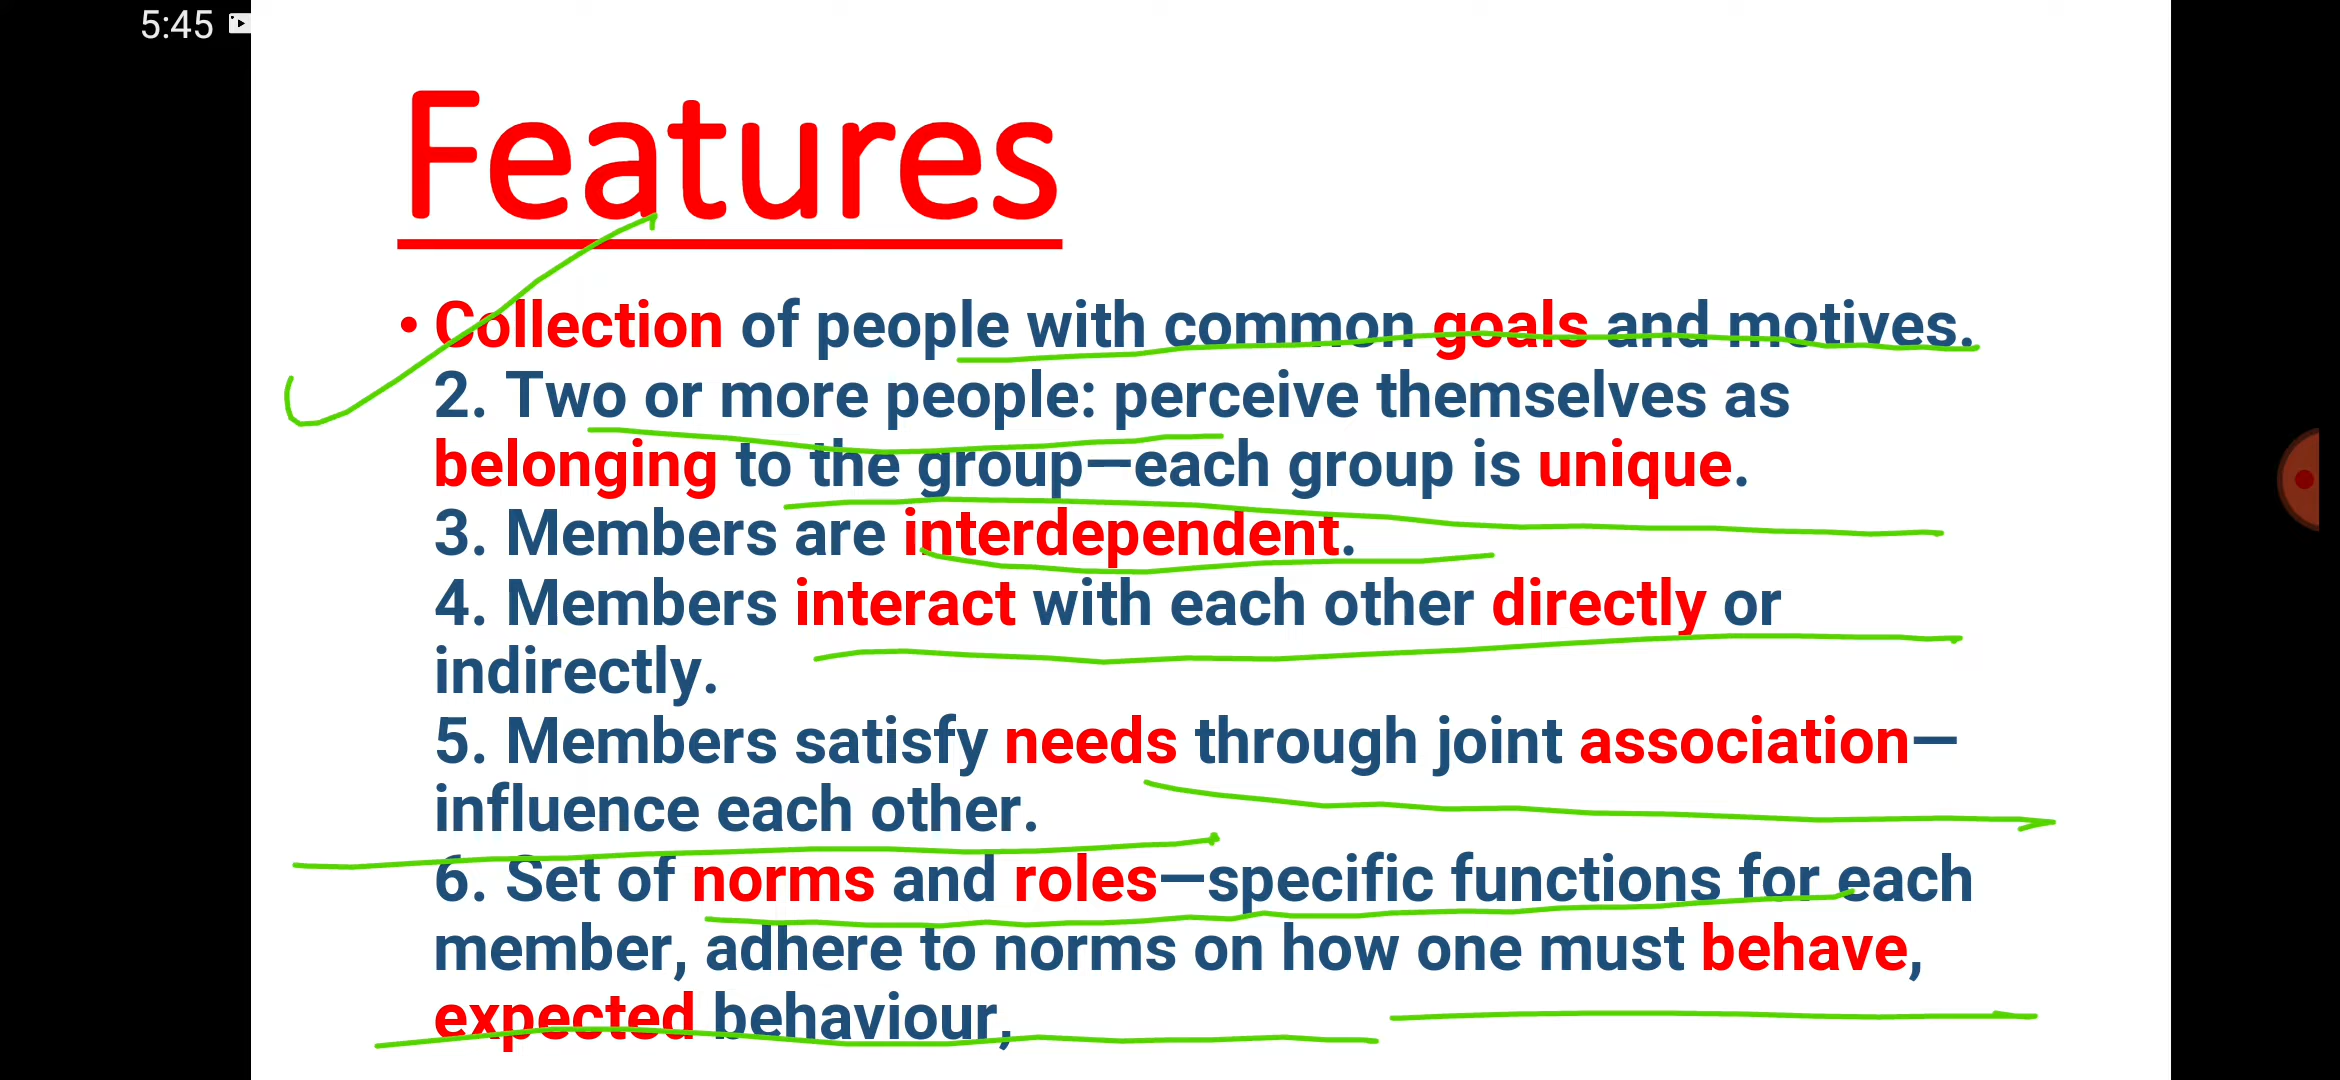 5:45
Features
• Collection of people with common goals and motives.
2. Two or more people: perceive themselves as
belonging to the group—each group is unique.
3. Members are interdependent.
4. Members interact with each other directly or
indirectly.
5. Members satisfy needs through joint association—
influence each other.
6. Set of norms and roles—specific functions for each
member, adhere to norms on how one must behave,
expected behaviour,